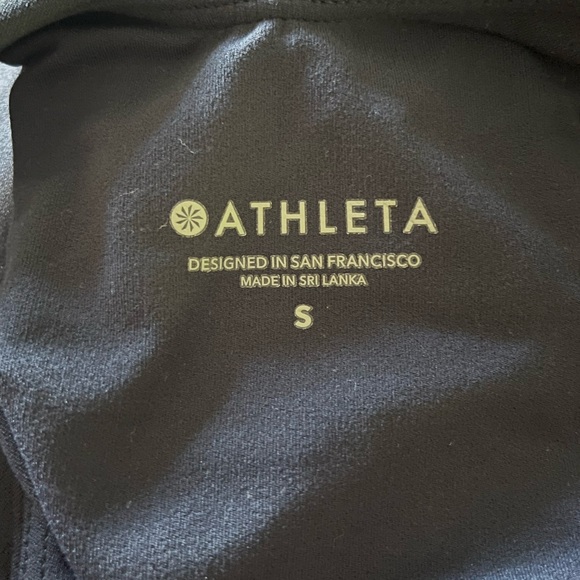 ATHLETA
DESIGNED IN SAN FRANCISCO
MADE IN SRI LANKA
S